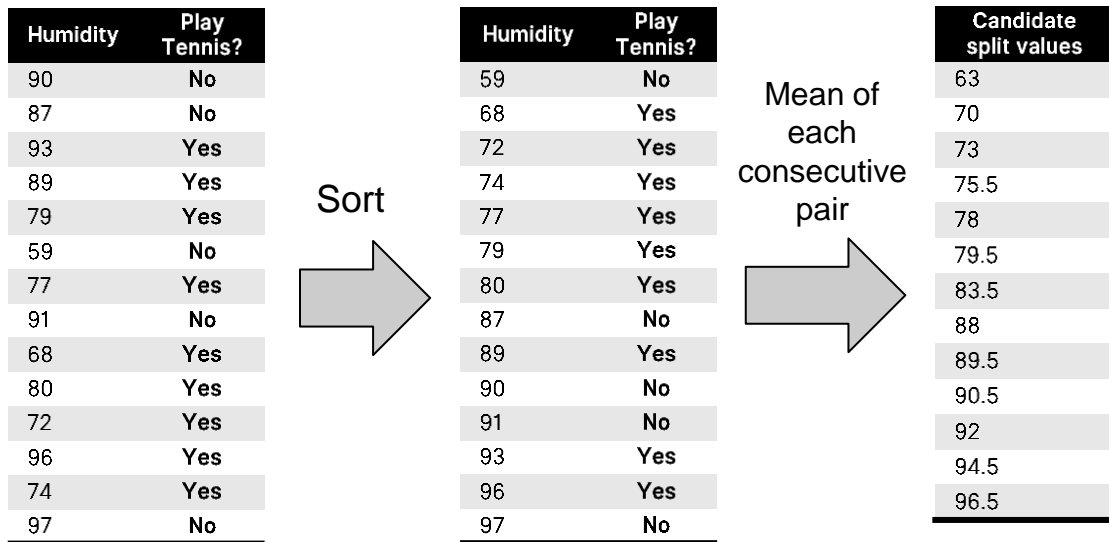 Humidity Play Tennis?
90 No
87 No
93 Yes
89 Yes
79 Yes
59 No
77 Yes
91 No
68 Yes
80 Yes
72 Yes
96 Yes
74 Yes
97 No
Sort
Humidity Play Tennis?
59 No
68 Yes
72 Yes
74 Yes
77 Yes
79 Yes
80 Yes
87 No
89 Yes
90 No
91 No
93 Yes
96 Yes
97 No
Mean of
each
consecutive
pair
Candidate
split values
63
70
73
75.5
78
79.5
83.5
88
89.5
90.5
92
94.5
96.5